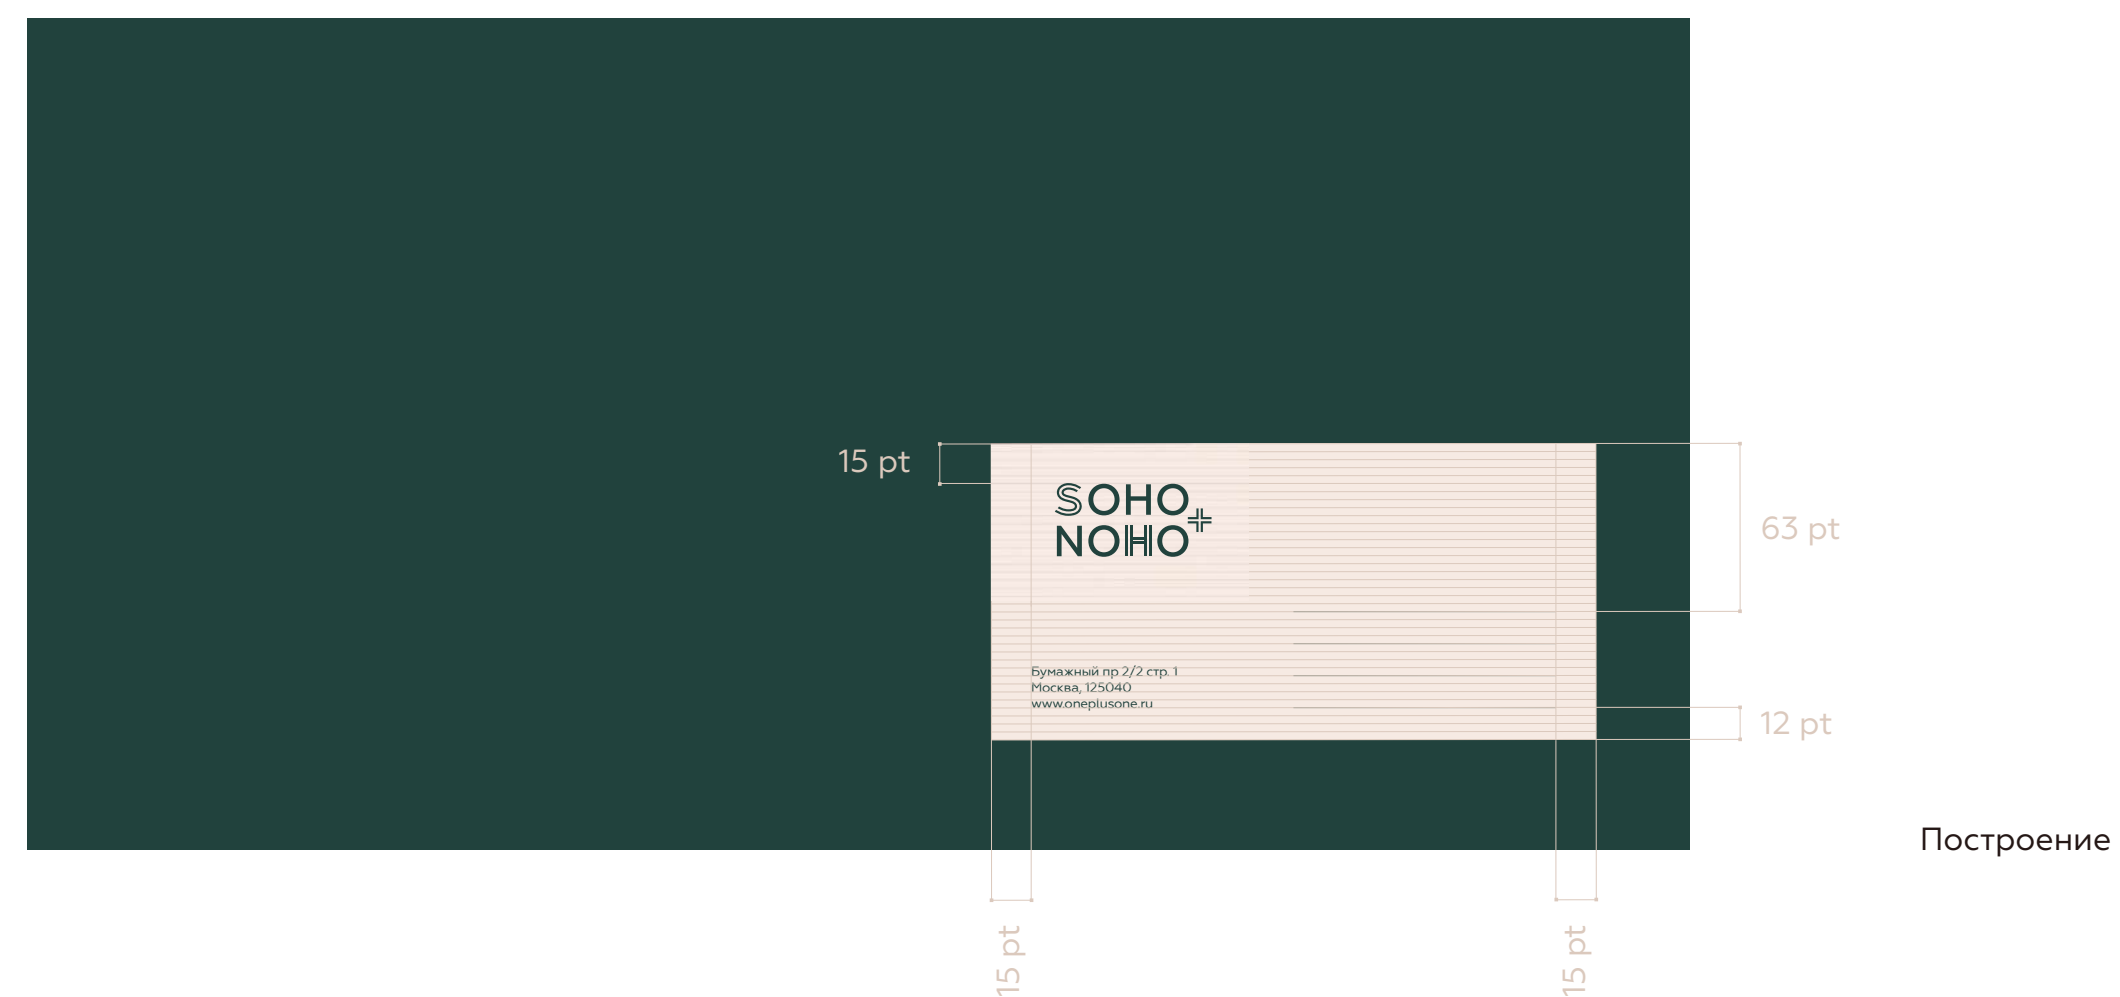 15 pt
SOHO
NOHO+
63 pt
Бумажный пр 2/2 стр. 1
Москва, 125040
www.oneplusone.ru
12 pt
Построение
15 pt
15 pt